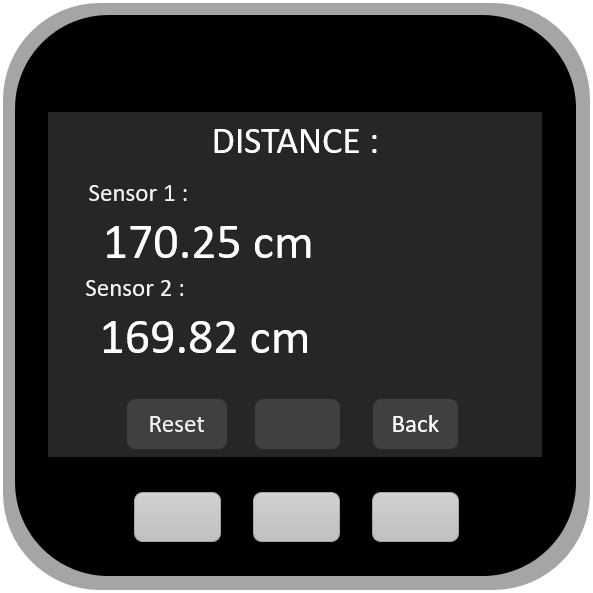 DISTANCE :
Sensor 1 :
170.25 cm
Sensor 2 :
169.82 cm
Reset Back